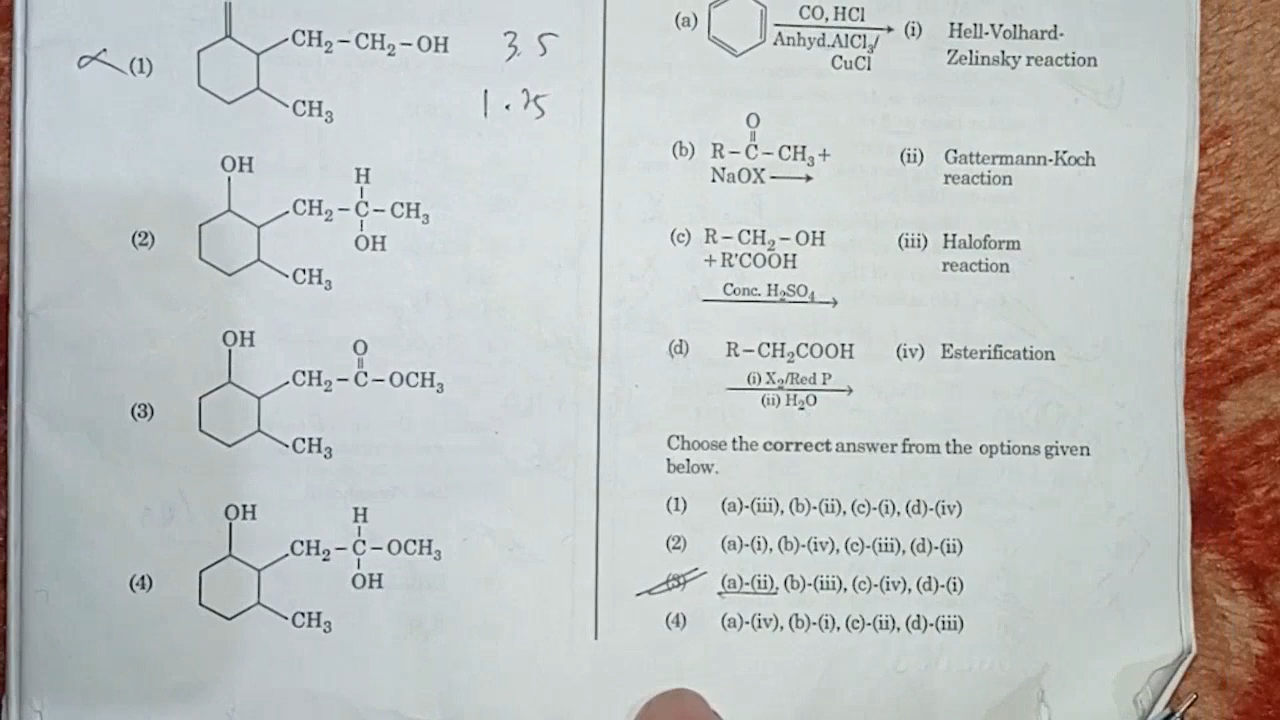 (1)
CH₂–CH₂–OH
CH₃
3.5
1.75
(2)
OH
H
CH₂–C–CH₃
OH
CH₃
(3)
OH
O
CH₂–C–OCH₃
CH₃
(4)
OH
H
CH₂–C–OCH₃
OH
CH₃
(a)
CO, HCl
Anhyd.AlCl₃/
CuCl
(i) Hell-Volhard-
Zelinsky reaction
O
(b) R–C–CH₃+
NaOX
(ii) Gattermann-Koch
reaction
(c) R–CH₂–OH
+R'COOH
Conc. H₂SO₄
(iii) Haloform
reaction
(d) R–CH₂COOH
(i) X₂/Red P
(ii) H₂O
(iv) Esterification
Choose the correct answer from the options given
below.
(1) (a)-(iii), (b)-(ii), (c)-(i), (d)-(iv)
(2) (a)-(i), (b)-(iv), (c)-(iii), (d)-(ii)
(3) (a)-(ii), (b)-(iii), (c)-(iv), (d)-(i)
(4) (a)-(iv), (b)-(i), (c)-(ii), (d)-(iii)